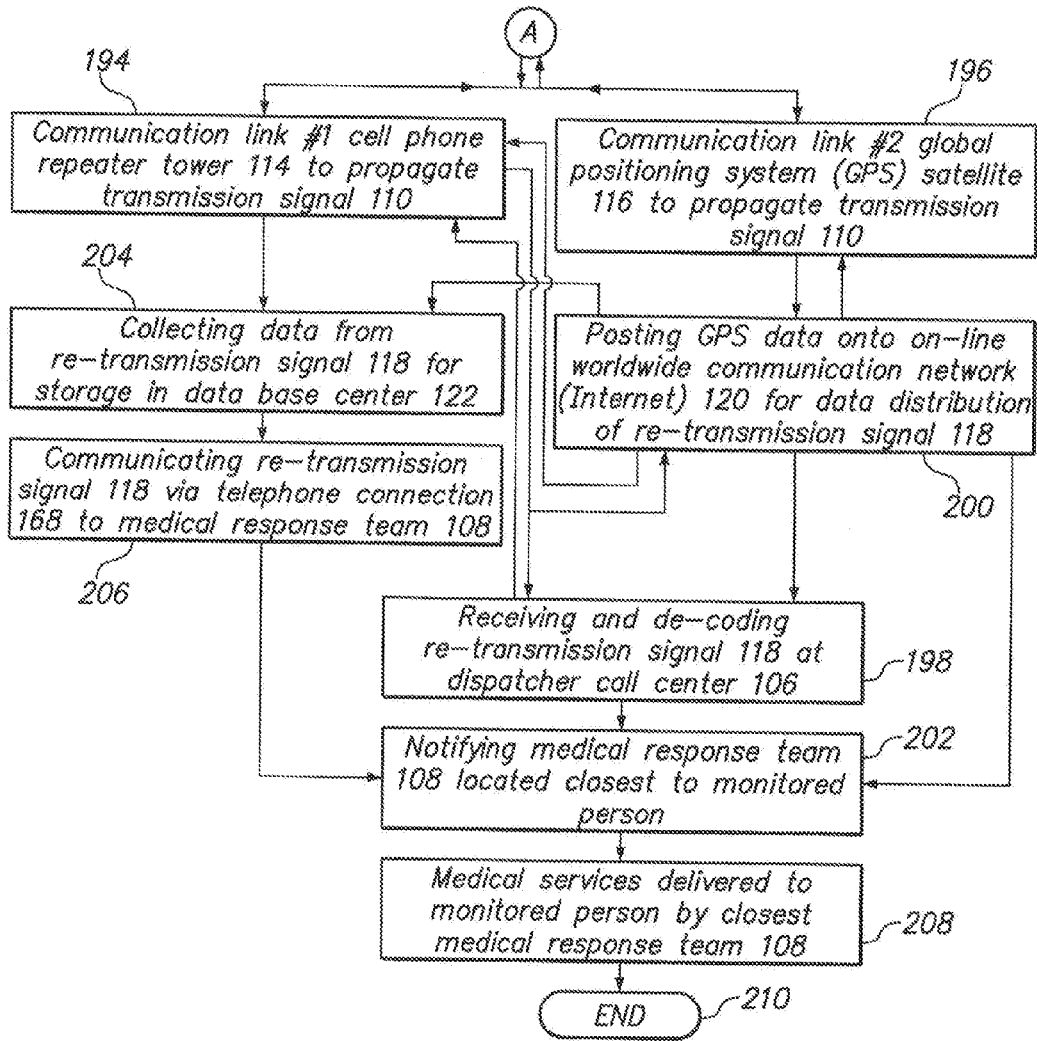 A
194
196
Communication link #1 cell phone
repeater tower 114 to propagate
transmission signal 110
Communication link #2 global
positioning system (GPS) satellite
116 to propagate transmission
signal 110
204
Collecting data from
re-transmission signal 118 for
storage in data base center 122
Posting GPS data onto on-line
worldwide communication network
(Internet) 120 for data distribution
of re-transmission signal 118
200
Communicating re-transmission
signal 118 via telephone connection
168 to medical response team 108
206
Receiving and de-coding
re-transmission signal 118 at
dispatcher call center 106
198
Notifying medical response team
108 located closest to monitored
person
202
Medical services delivered to
monitored person by closest
medical response team 108
208
END
210